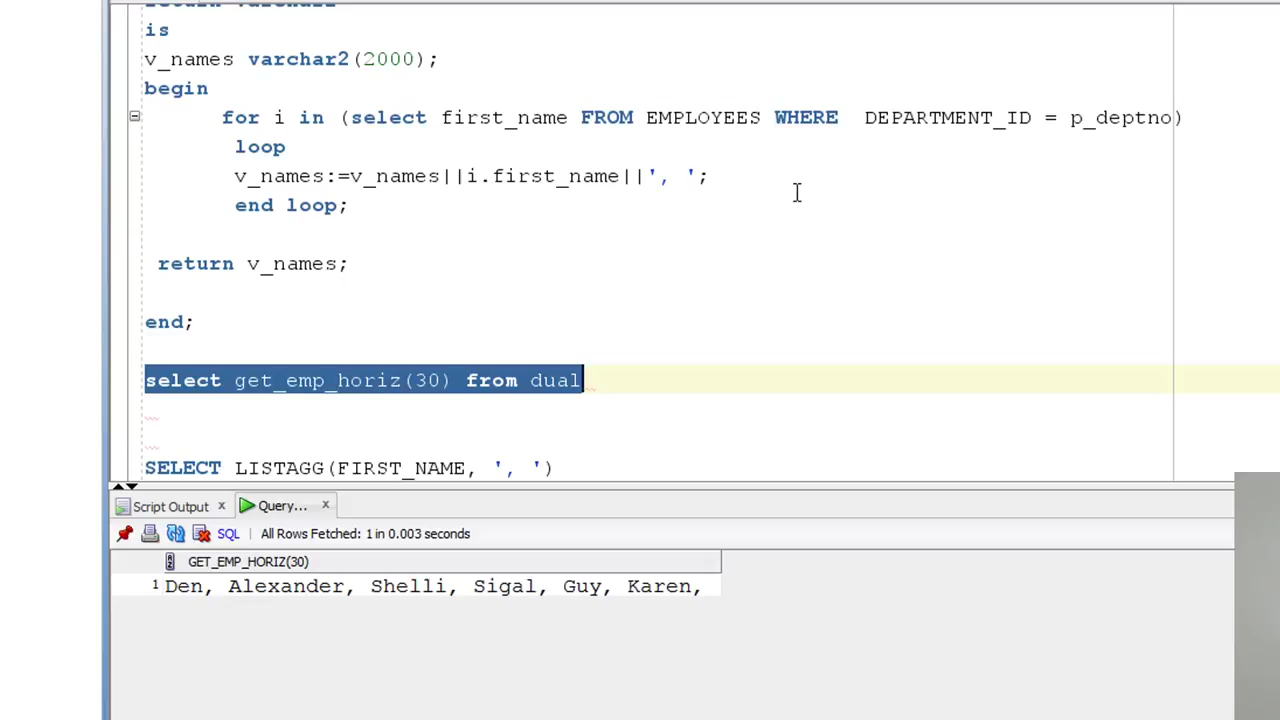 return varchar2
is
v_names varchar2(2000);
begin
for i in (select first_name FROM EMPLOYEES WHERE DEPARTMENT_ID = p_deptno)
loop
v_names:=v_names||i.first_name||', ';
end loop;
return v_names;
end;
select get_emp_horiz(30) from dual
SELECT LISTAGG(FIRST_NAME, ', ')
Script Output x Query... x
SQL | All Rows Fetched: 1 in 0.003 seconds
GET_EMP_HORIZ(30)
1 Den, Alexander, Shelli, Sigal, Guy, Karen,